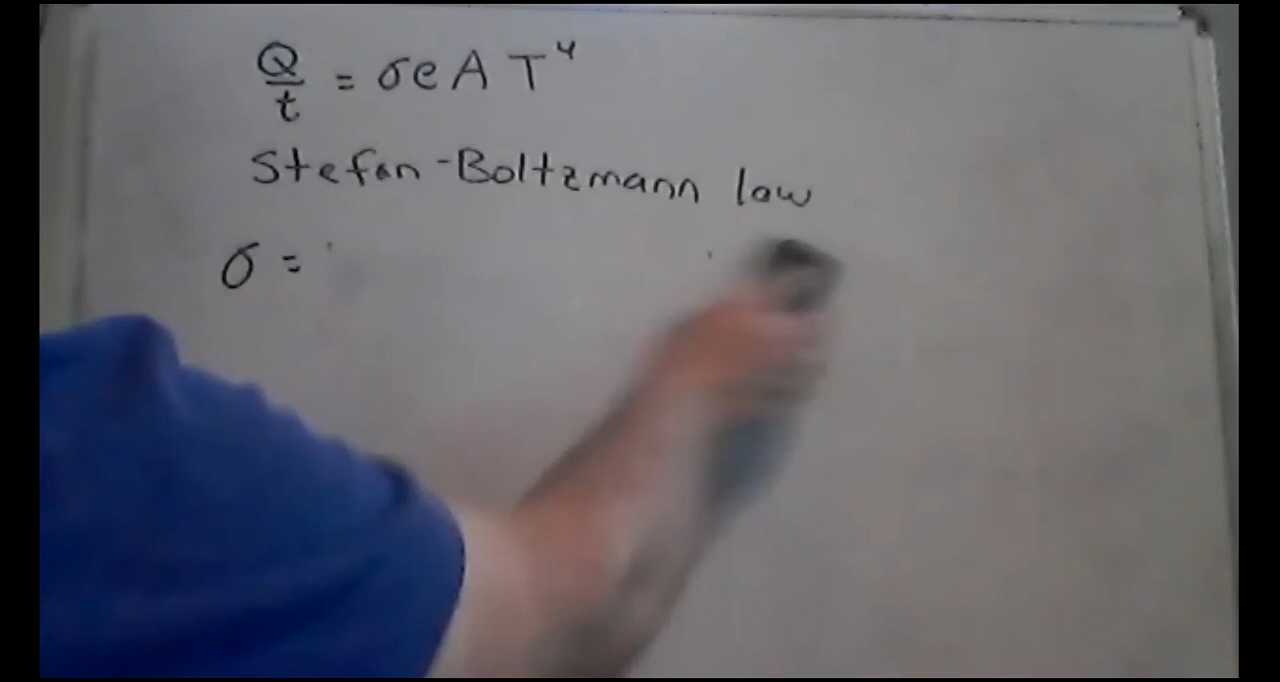 Q/t = σeAT⁴
Stefan-Boltzmann law
σ =